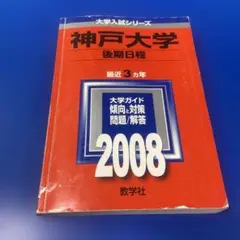 大学入試シリーズ
神戸大学
後期日程
最近3ヵ年
大学ガイド
傾向と対策
問題/解答
2008
教学社